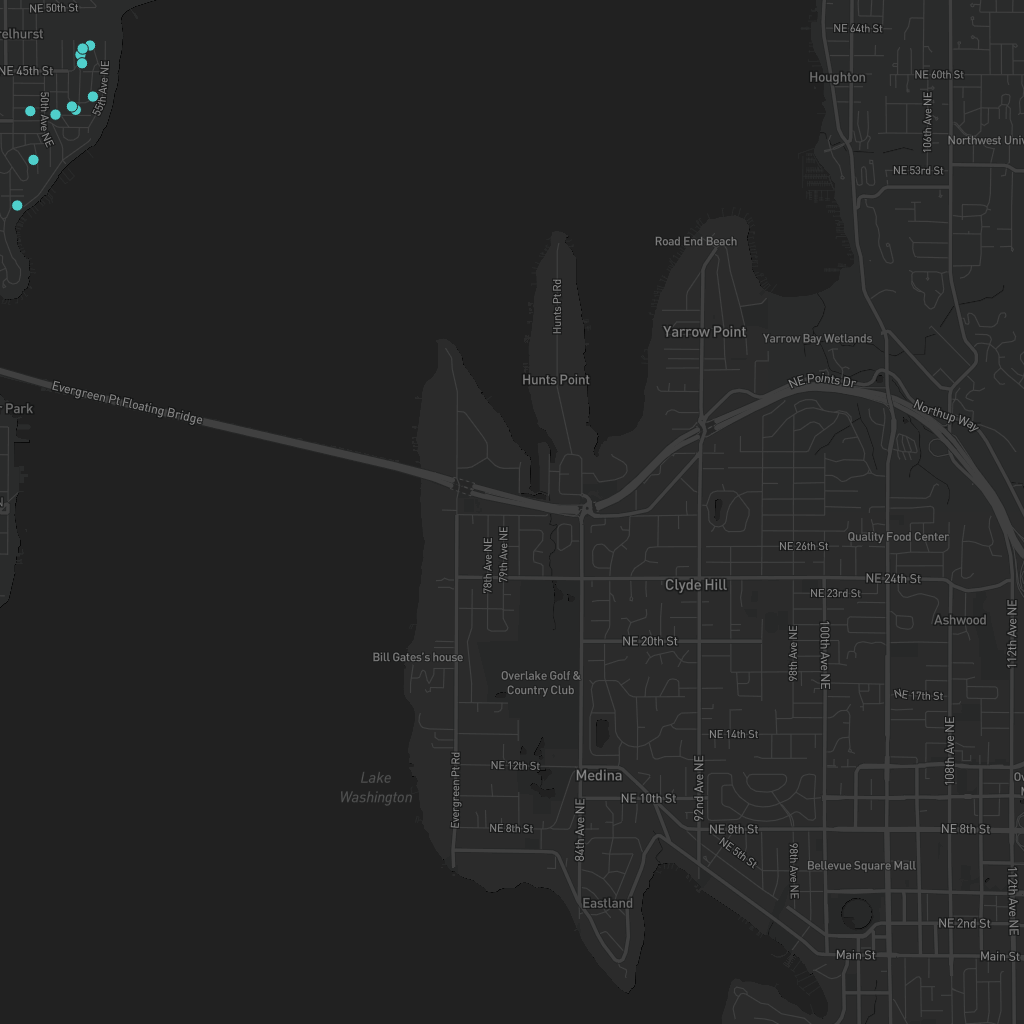 NE 50th St
relhurst
NE 45th St
50th Ave NE
55th Ave NE
NE 64th St
Houghton
NE 60th St
106th Ave NE
Northwest Univ
NE 53rd St
Road End Beach
Hunts Pt Rd
Yarrow Point
Yarrow Bay Wetlands
Hunts Point
NE Points Dr
Evergreen Pt Floating Bridge
r Park
Northup Way
78th Ave NE
79th Ave NE
Quality Food Center
NE 26th St
Clyde Hill
NE 24th St
NE 23rd St
Ashwood
112th Ave NE
98th Ave NE
100th Ave NE
NE 20th St
Bill Gates's house
Overlake Golf &
Country Club
NE 17th St
NE 14th St
108th Ave NE
NE 12th St
Medina
Lake
Washington
Evergreen Pt Rd
92nd Ave NE
NE 10th St
84th Ave NE
NE 8th St
NE 8th St
NE 8th St
NE 5th St
98th Ave NE
Bellevue Square Mall
112th Ave NE
Eastland
NE 2nd St
Main St
Main St